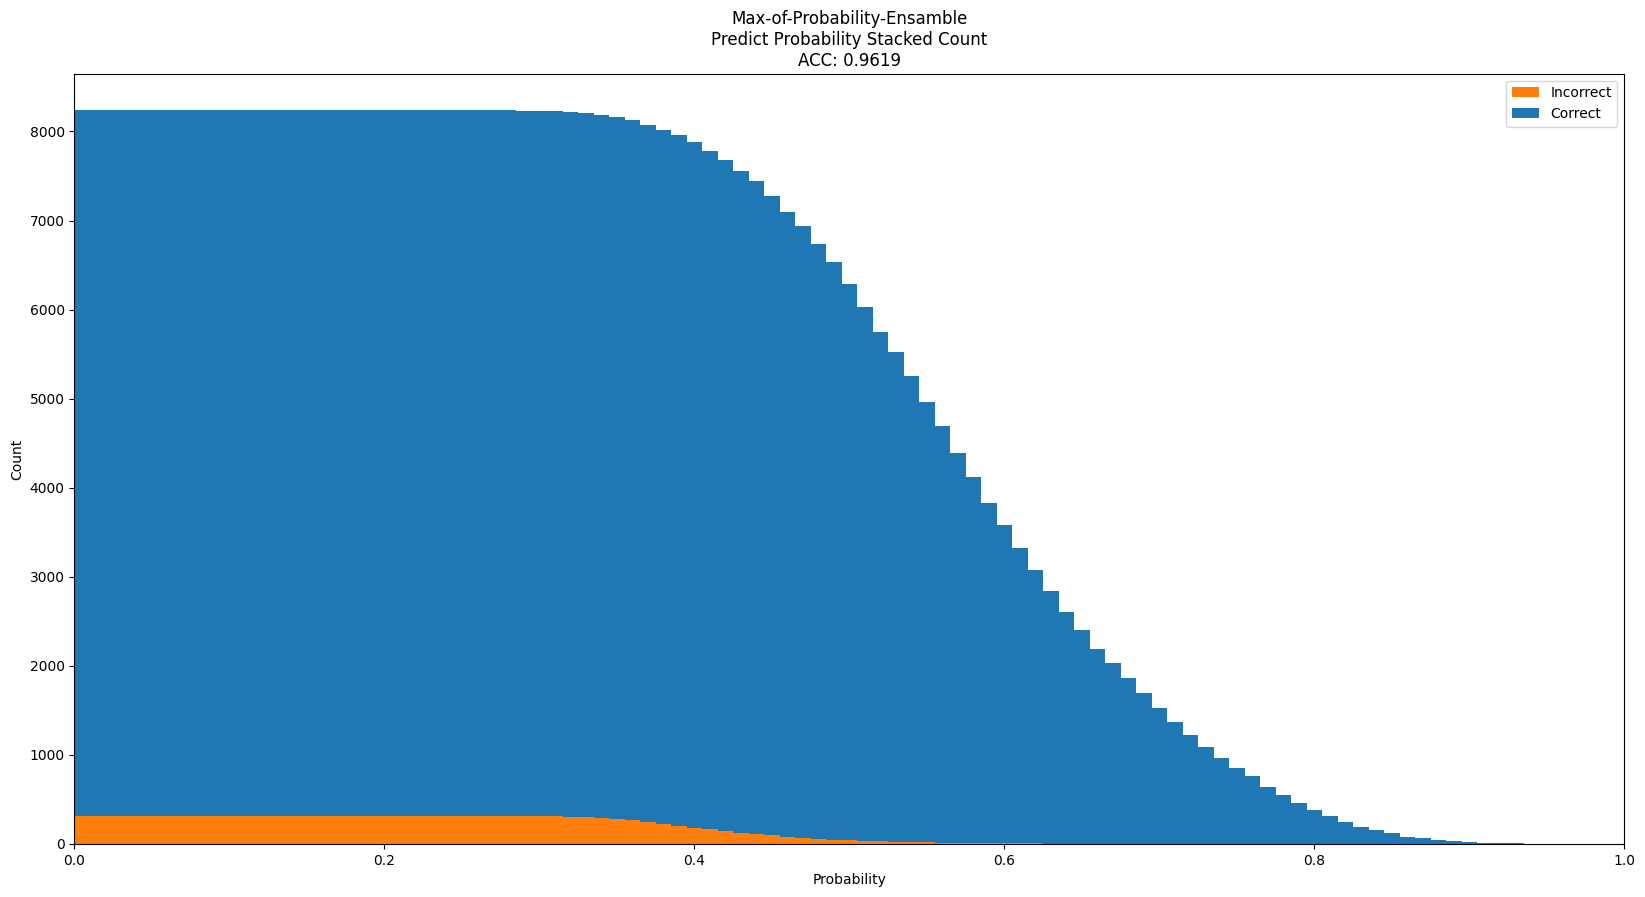 Max-of-Probability-Ensamble
Predict Probability Stacked Count
ACC: 0.9619
Incorrect
Correct
8000
7000
6000
5000
4000
3000
2000
1000
0
Count
0.0 0.2 0.4 0.6 0.8 1.0
Probability